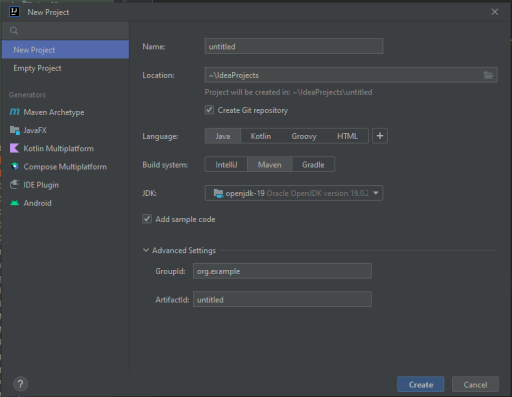 New Project
New Project
Empty Project
Generators
Maven Archetype
JavaFX
Kotlin Multiplatform
Compose Multiplatform
IDE Plugin
Android
Name: untitled
Location: ~\IdeaProjects
Project will be created in: ~\IdeaProjects\untitled
Create Git repository
Language: Java Kotlin Groovy HTML +
Build system: IntelliJ Maven Gradle
JDK: openjdk-19 Oracle OpenJDK version 19.0.2
Add sample code
Advanced Settings
GroupId: org.example
ArtifactId: untitled
? Create Cancel